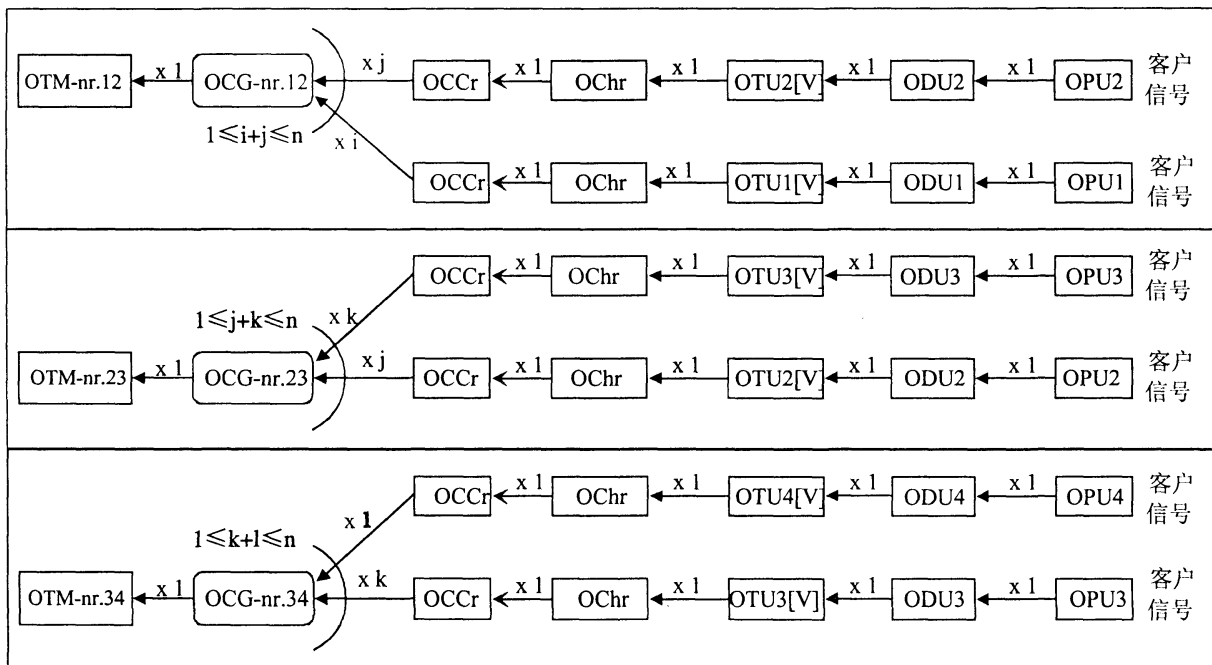 OTM-nr.12 x 1 OCG-nr.12 x j OCCr x 1 OChr x 1 OTU2[V] x 1 ODU2 x 1 OPU2 客户
信号
1≤i+j≤n x i
OCCr x 1 OChr x 1 OTU1[V] x 1 ODU1 x 1 OPU1 客户
信号
OCCr x 1 OChr x 1 OTU3[V] x 1 ODU3 x 1 OPU3 客户
信号
1≤j+k≤n x k
OTM-nr.23 x 1 OCG-nr.23 x j OCCr x 1 OChr x 1 OTU2[V] x 1 ODU2 x 1 OPU2 客户
信号
OCCr x 1 OChr x 1 OTU4[V] x 1 ODU4 x 1 OPU4 客户
信号
1≤k+l≤n x l
OTM-nr.34 x 1 OCG-nr.34 x k OCCr x 1 OChr x 1 OTU3[V] x 1 ODU3 x 1 OPU3 客户
信号